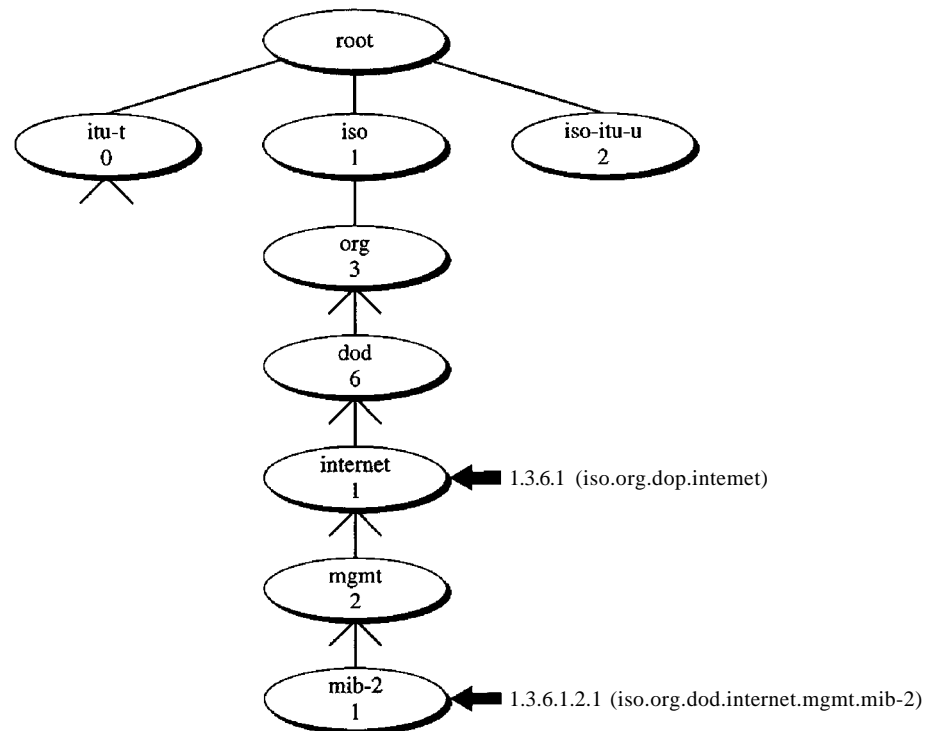 root
itu-t
0
iso
1
iso-itu-u
2
org
3
dod
6
internet
1
1.3.6.1 (iso.org.dop.intemet)
mgmt
2
mib-2
1
1.3.6.1.2.1 (iso.org.dod.internet.mgmt.mib-2)